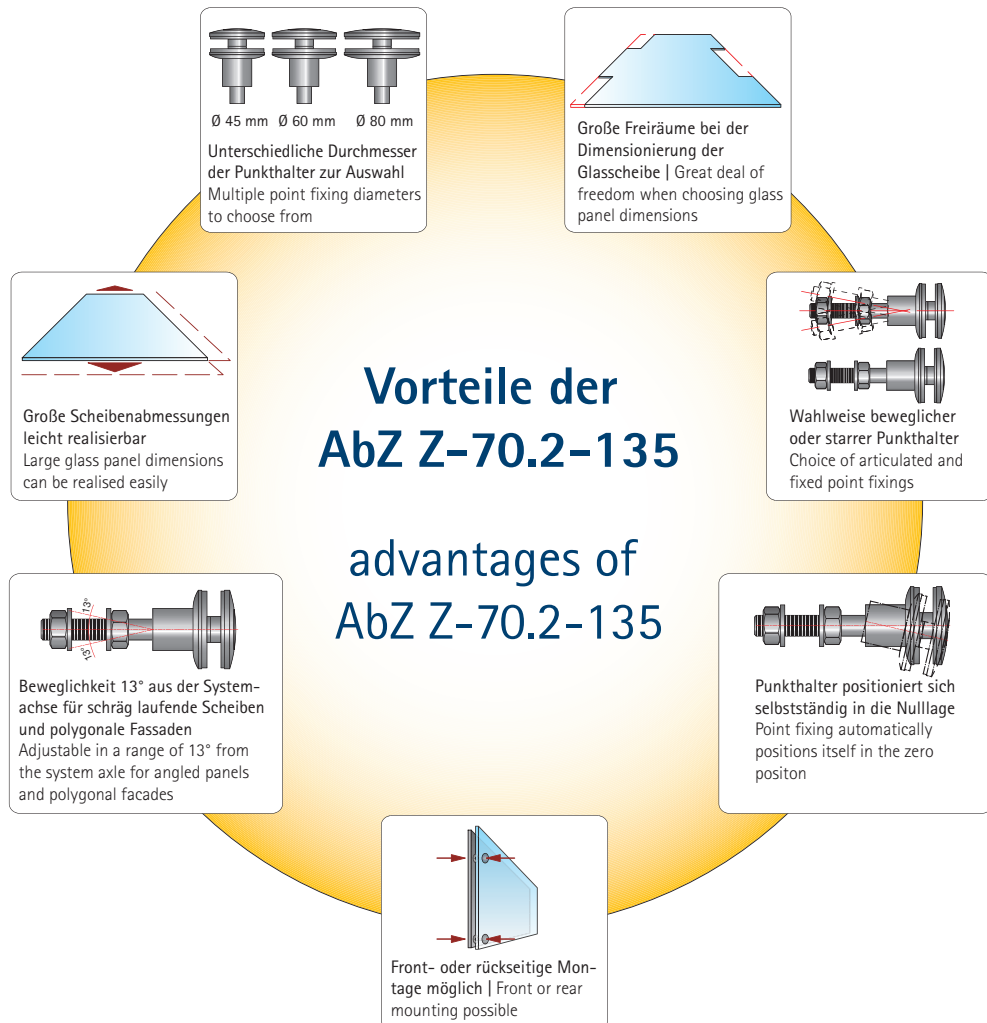 Ø 45 mm Ø 60 mm Ø 80 mm
Unterschiedliche Durchmesser
der Punkthalter zur Auswahl
Multiple point fixing diameters
to choose from
Große Freiräume bei der
Dimensionierung der
Glasscheibe | Great deal of
freedom when choosing glass
panel dimensions
Große Scheibenabmessungen
leicht realisierbar
Large glass panel dimensions
can be realised easily
Vorteile der
AbZ Z-70.2-135
advantages of
AbZ Z-70.2-135
Wahlweise beweglicher
oder starrer Punkthalter
Choice of articulated and
fixed point fixings
13°
13°
Beweglichkeit 13° aus der System-
achse für schräg laufende Scheiben
und polygonale Fassaden
Adjustable in a range of 13° from
the system axle for angled panels
and polygonal facades
Punkthalter positioniert sich
selbstständig in die Nulllage
Point fixing automatically
positions itself in the zero
positon
Front- oder rückseitige Mon-
tage möglich | Front or rear
mounting possible